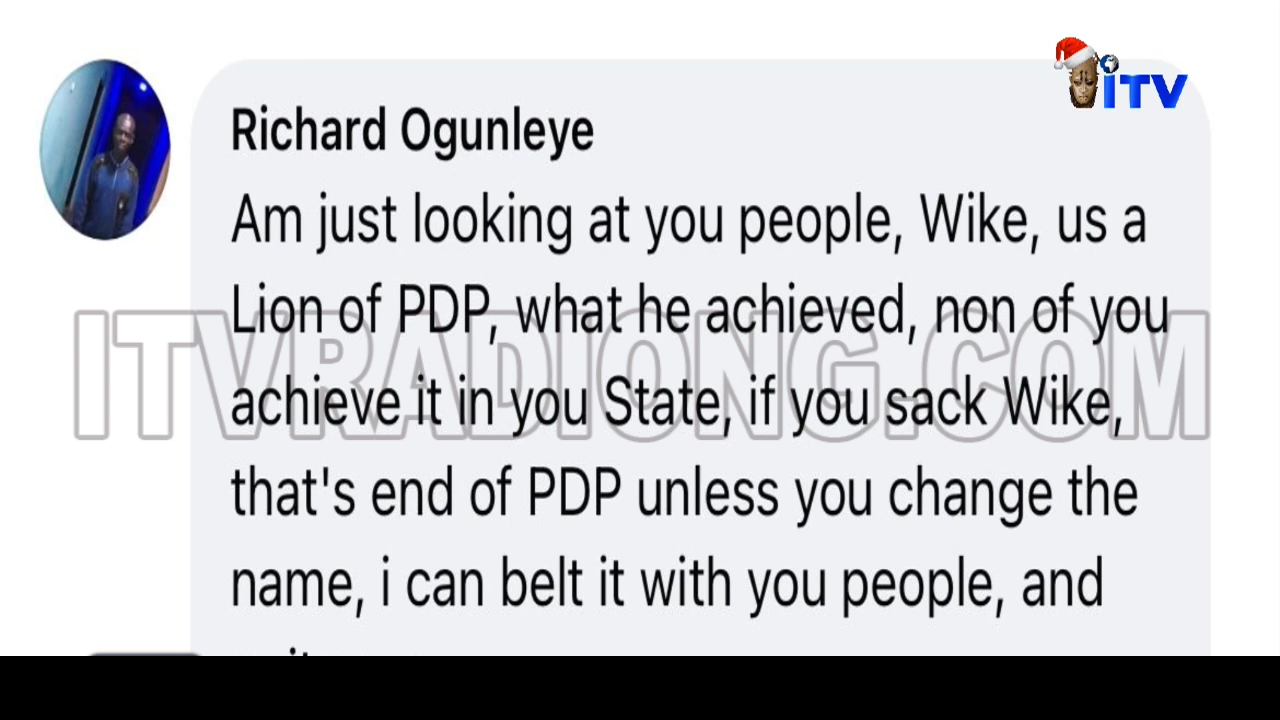 iTV
Richard Ogunleye
Am just looking at you people, Wike, us a
Lion of PDP, what he achieved, non of you
achieve it in you State, if you sack Wike,
that's end of PDP unless you change the
name, i can belt it with you people, and
ITVRADIONG.COM